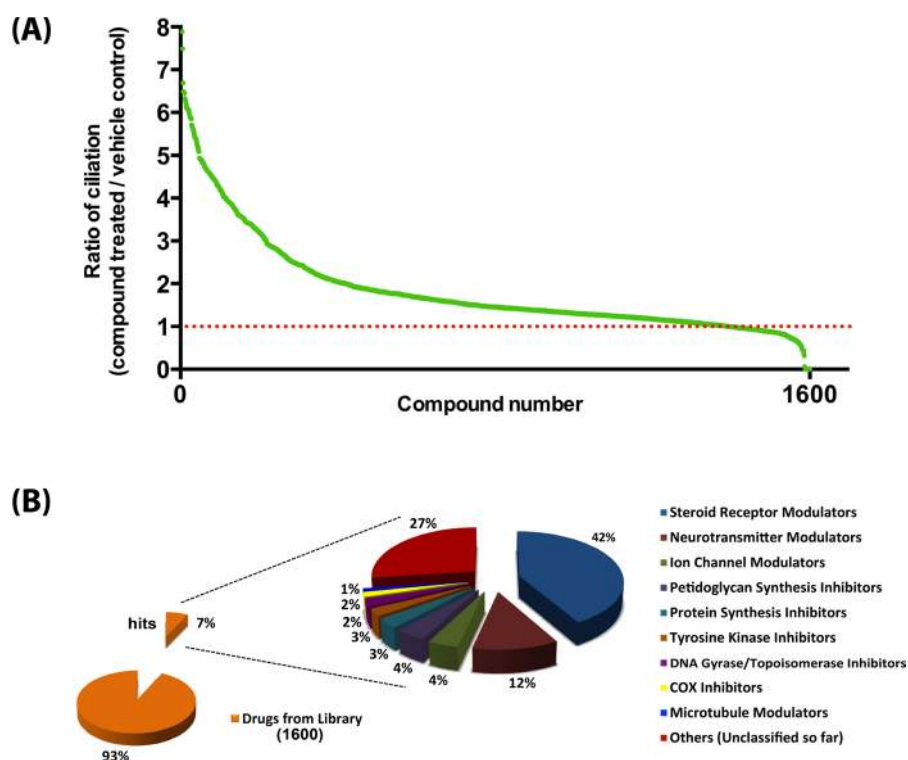 (A)
Ratio of ciliation
(compound treated / vehicle control)
8
7
6
5
4
3
2
1
0
0
1600
Compound number
(B)
hits
7%
93%
Drugs from Library
(1600)
27%
42%
1%
2%
2%
3%
3%
4%
4%
12%
Steroid Receptor Modulators
Neurotransmitter Modulators
Ion Channel Modulators
Petidoglycan Synthesis Inhibitors
Protein Synthesis Inhibitors
Tyrosine Kinase Inhibitors
DNA Gyrase/Topoisomerase Inhibitors
COX Inhibitors
Microtubule Modulators
Others (Unclassified so far)